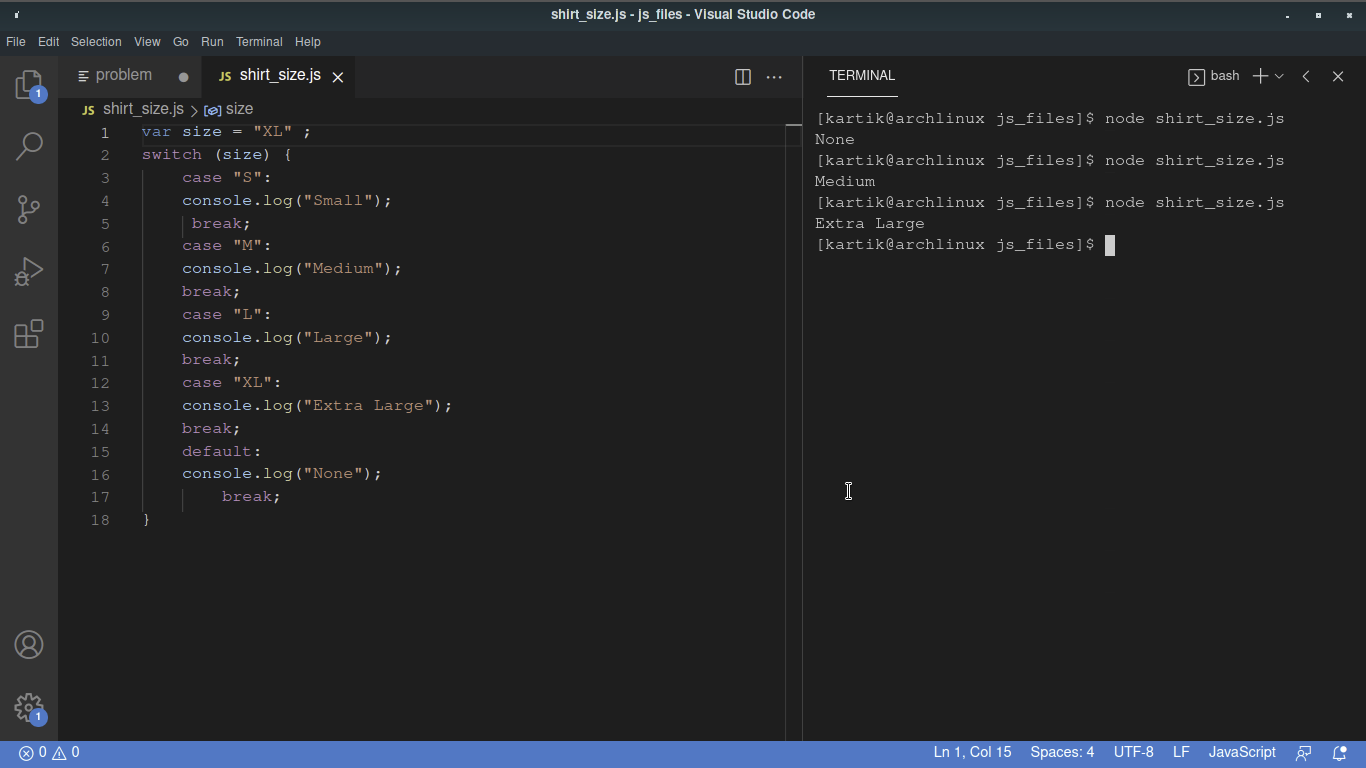 shirt_size.js - js_files - Visual Studio Code
File Edit Selection View Go Run Terminal Help
problem JS shirt_size.js
JS shirt_size.js > size
1 var size = "XL" ;
2 switch (size) {
3 case "S":
4 console.log("Small");
5 break;
6 case "M":
7 console.log("Medium");
8 break;
9 case "L":
10 console.log("Large");
11 break;
12 case "XL":
13 console.log("Extra Large");
14 break;
15 default:
16 console.log("None");
17 break;
18 }
TERMINAL bash
[kartik@archlinux js_files]$ node shirt_size.js
None
[kartik@archlinux js_files]$ node shirt_size.js
Medium
[kartik@archlinux js_files]$ node shirt_size.js
Extra Large
[kartik@archlinux js_files]$
1
1
0 0 Ln 1, Col 15 Spaces: 4 UTF-8 LF JavaScript